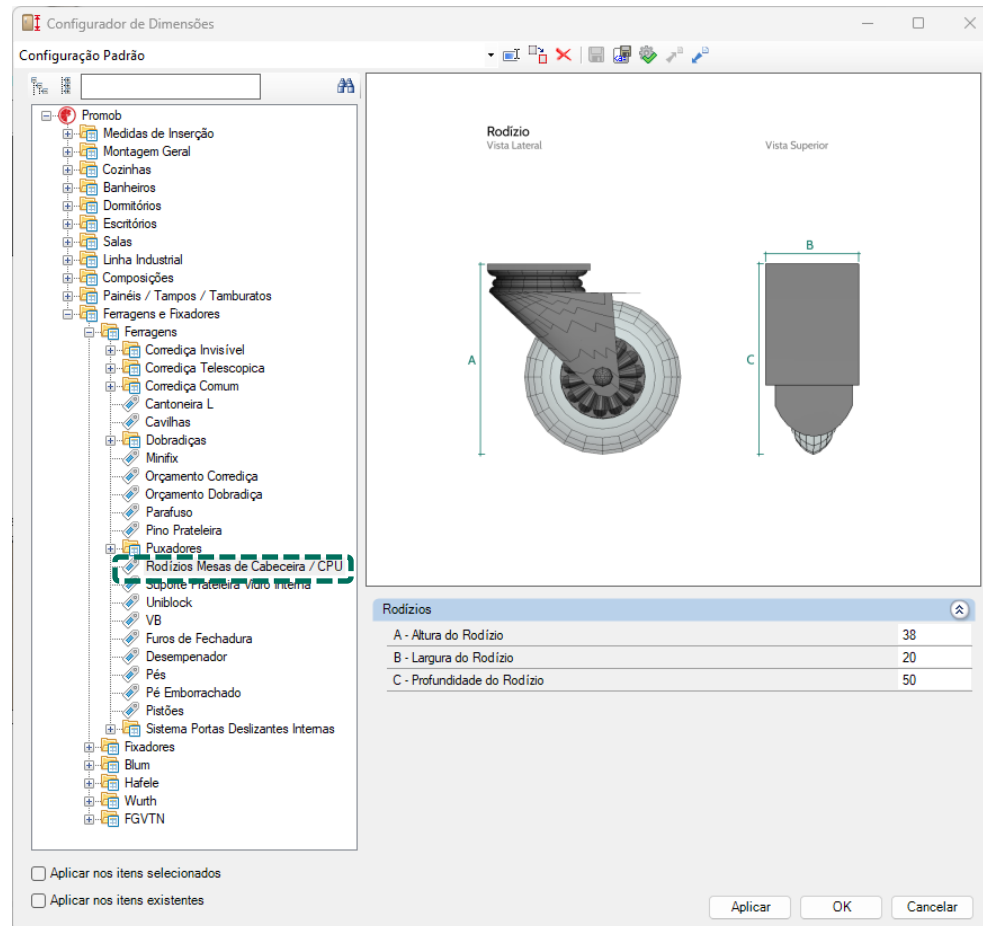 Configurador de Dimensões
Configuração Padrão
Promob
Medidas de Inserção
Montagem Geral
Cozinhas
Banheiros
Dormitórios
Escritórios
Salas
Linha Industrial
Composições
Painéis / Tampos / Tamburatos
Ferragens e Fixadores
Ferragens
Corrediça Invisível
Corrediça Telescopica
Corrediça Comum
Cantoneira L
Cavilhas
Dobradiças
Minifix
Orçamento Corrediça
Orçamento Dobradiça
Parafuso
Pino Prateleira
Puxadores
Rodízios Mesas de Cabeceira / CPU
Suporte Prateleira Vidro Interna
Uniblock
VB
Furos de Fechadura
Desempenador
Pés
Pé Emborrachado
Pistões
Sistema Portas Deslizantes Internas
Fixadores
Blum
Hafele
Wurth
FGVTN
Aplicar nos itens selecionados
Aplicar nos itens existentes
Rodízio
Vista Lateral
Vista Superior
A
B
C
Rodízios
A - Altura do Rodízio 38
B - Largura do Rodízio 20
C - Profundidade do Rodízio 50
Aplicar OK Cancelar